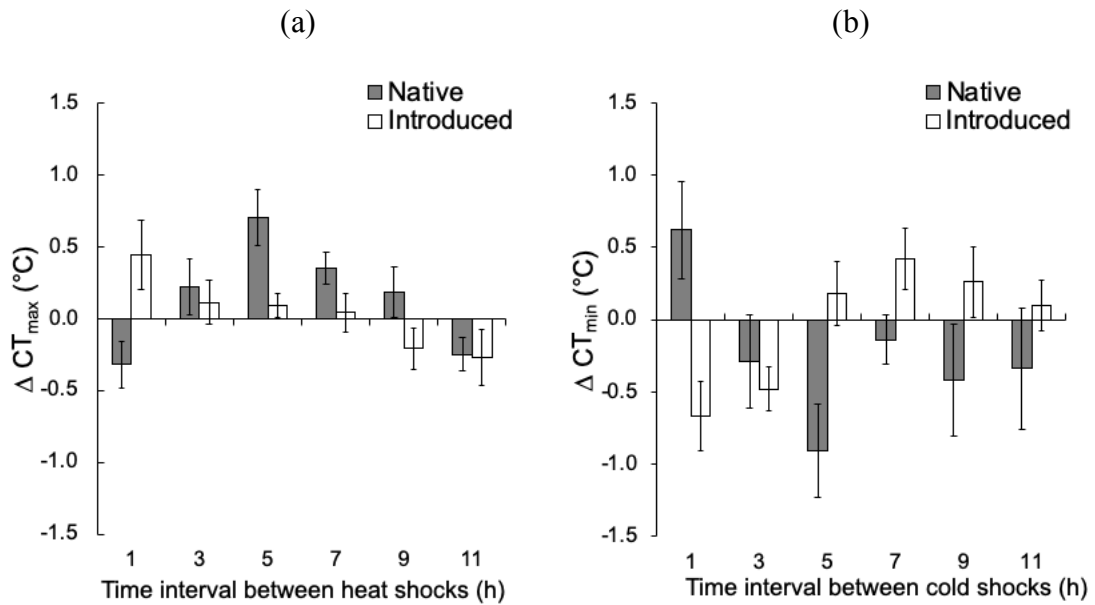 (a)
Native
Introduced
1.5
1.0
0.5
0.0
-0.5
-1.0
-1.5
Δ CTmax (°C)
1 3 5 7 9 11
Time interval between heat shocks (h)
(b)
Native
Introduced
1.5
1.0
0.5
0.0
-0.5
-1.0
-1.5
Δ CTmin (°C)
1 3 5 7 9 11
Time interval between cold shocks (h)